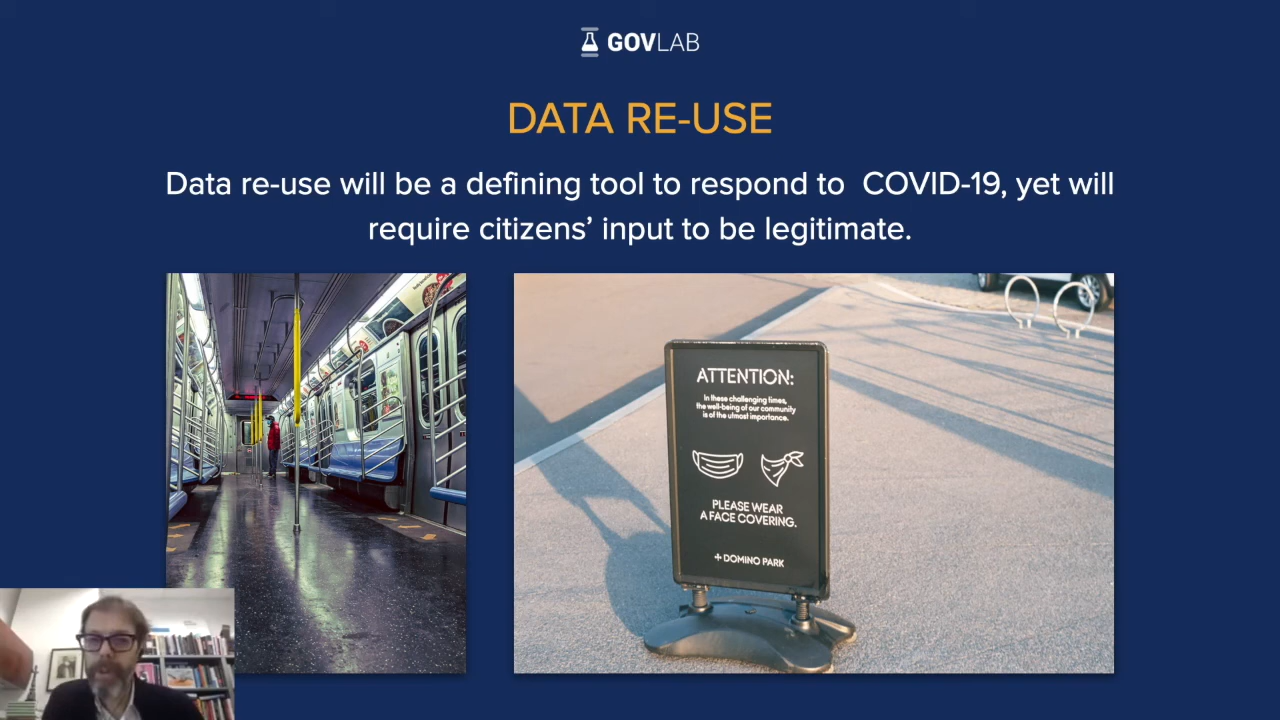 GOVLAB
DATA RE-USE
Data re-use will be a defining tool to respond to COVID-19, yet will
require citizens’ input to be legitimate.
ATTENTION:
In these challenging times,
the well-being of our community
is of the utmost importance.
PLEASE WEAR
A FACE COVERING.
DOMINO PARK